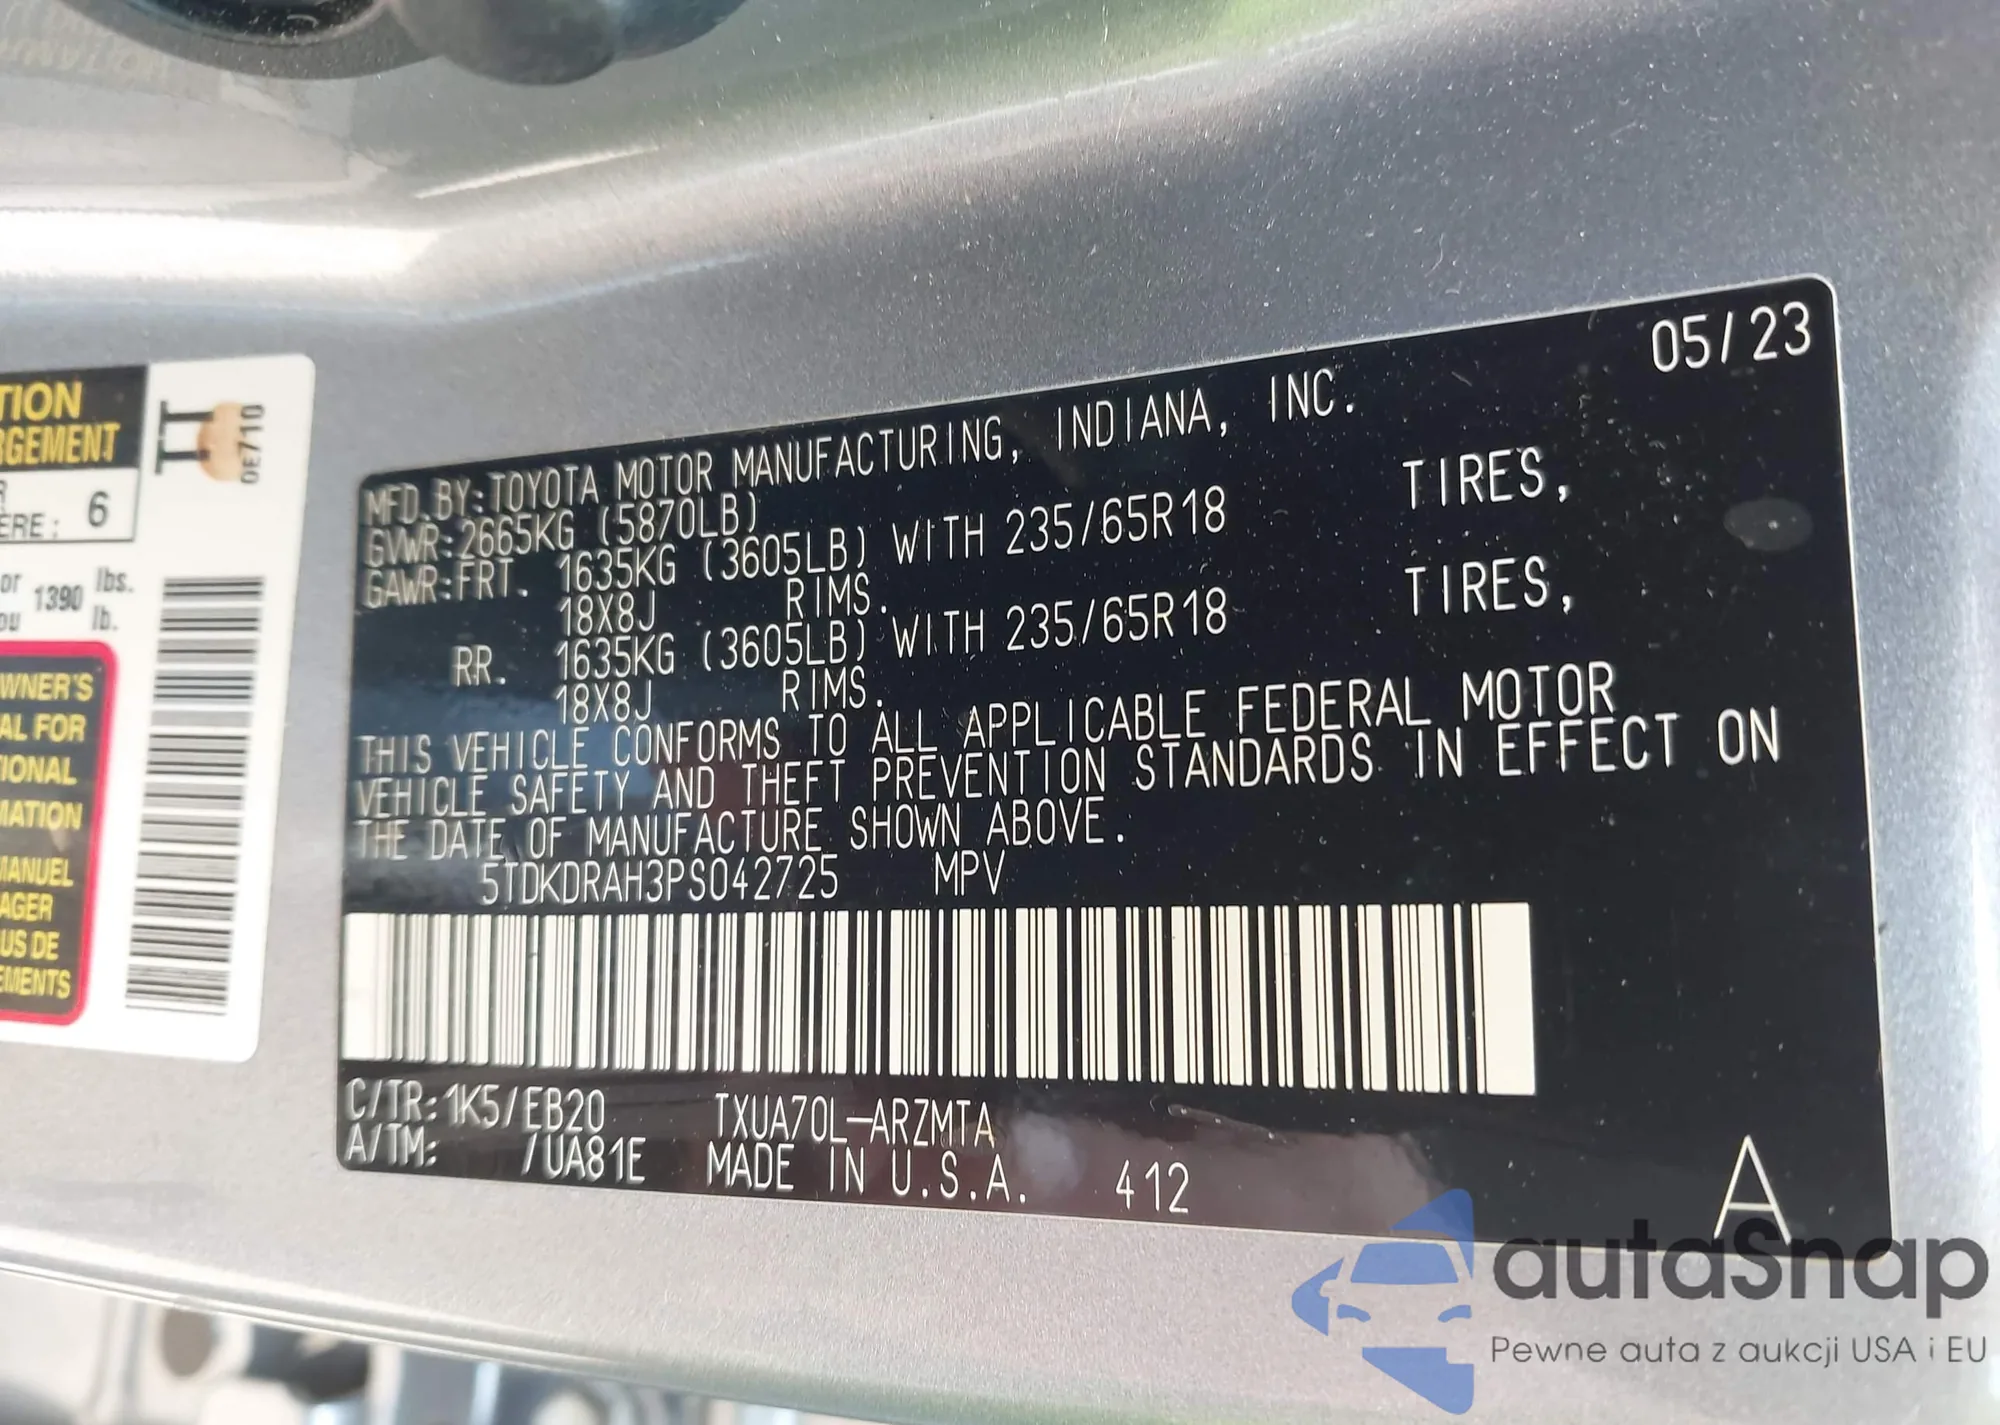 TION
RGEMENT
ERE: 6
or
1390 lbs.
lb.
WNER'S
AL FOR
IONAL
MATION
MANUEL
AGER
US DE
EMENTS
0E710
05/23
MFD.BY:TOYOTA MOTOR MANUFACTURING, INDIANA, INC.
GVWR:2665KG (5870LB)
GAWR:FRT. 1635KG (3605LB) WITH 235/65R18 TIRES,
18X8J RIMS.
RR. 1635KG (3605LB) WITH 235/65R18 TIRES,
18X8J RIMS.
THIS VEHICLE CONFORMS TO ALL APPLICABLE FEDERAL MOTOR
VEHICLE SAFETY AND THEFT PREVENTION STANDARDS IN EFFECT ON
THE DATE OF MANUFACTURE SHOWN ABOVE.
5TDKDRAH3PS042725 MPV
C/TR:1K5/EB20 TXUA70L-ARZMTA
A/TM: /UA81E MADE IN U.S.A. 412
A
autaSnap
Pewne auta z aukcji USA i EU